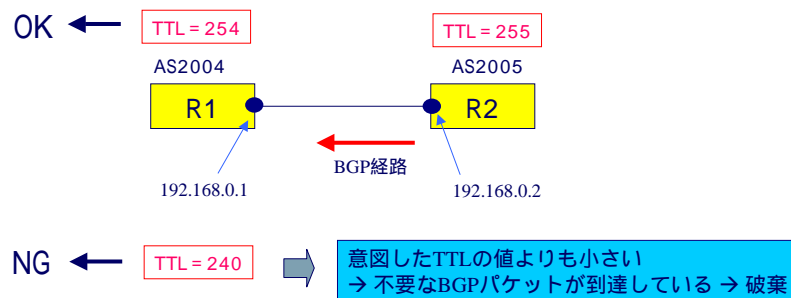 OK
TTL = 254
TTL = 255
AS2004
AS2005
R1
R2
BGP経路
192.168.0.1
192.168.0.2
NG
TTL = 240
意図したTTLの値よりも小さい
→ 不要なBGPパケットが到達している → 破棄